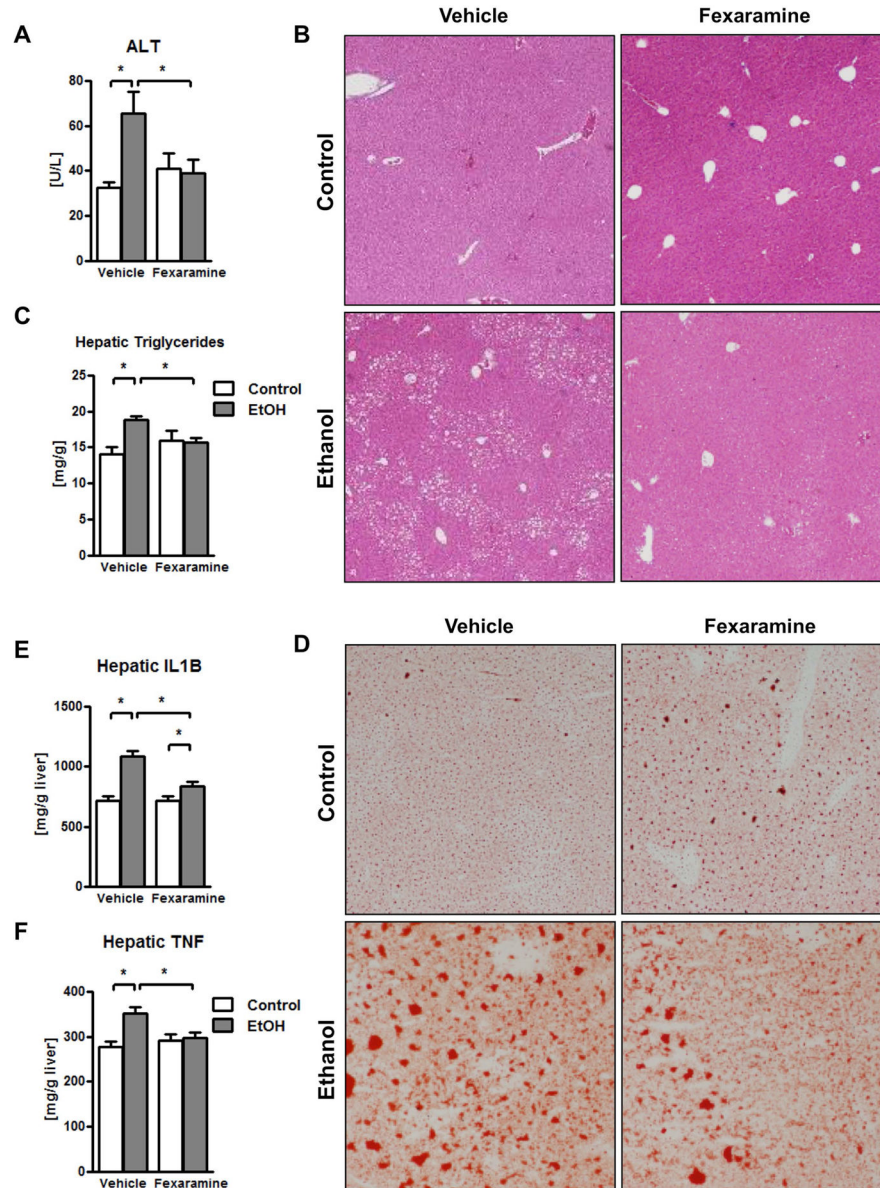 Vehicle
Fexaramine
A
ALT
*
*
[U/L]
80
60
40
20
0
Vehicle
Fexaramine
B
Control
Ethanol
C
Hepatic Triglycerides
*
*
[mg/g]
25
20
15
10
5
0
Vehicle
Fexaramine
Control
EtOH
Vehicle
Fexaramine
E
Hepatic IL1B
*
*
*
[mg/g liver]
1500
1000
500
0
Vehicle
Fexaramine
D
Control
Ethanol
F
Hepatic TNF
*
*
[mg/g liver]
400
300
200
100
0
Vehicle
Fexaramine
Control
EtOH